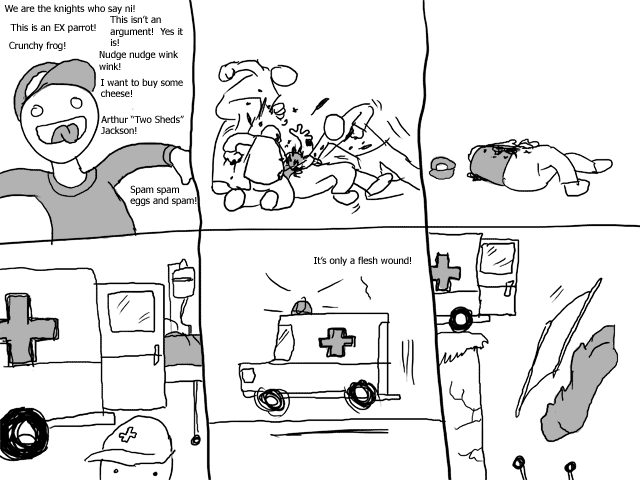 We are the knights who say ni!
This is an EX parrot!
This isn't an
argument!  Yes it
is!
Crunchy frog!
Nudge nudge wink
wink!
I want to buy some
cheese!
Arthur "Two Sheds"
Jackson!
Spam spam
eggs and spam!
It's only a flesh wound!